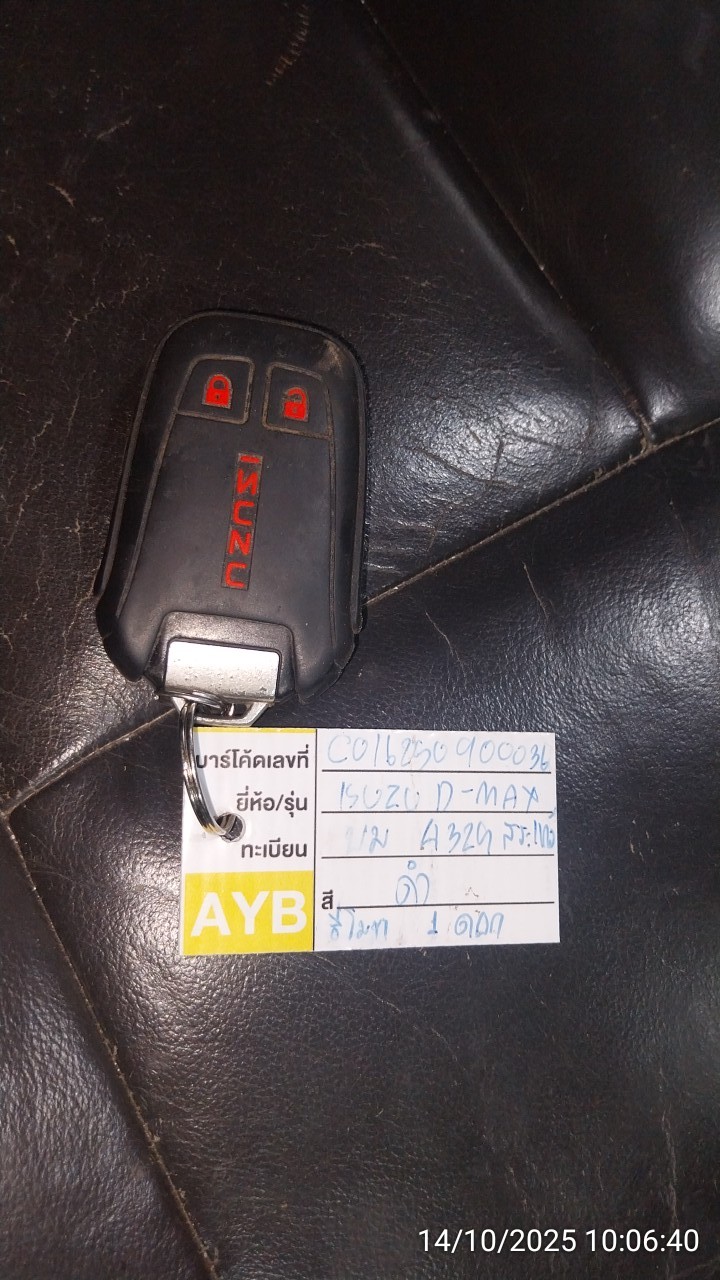 บาร์โค้ดเลขที่ C016250900036
ยี่ห้อ/รุ่น ISUZU D-MAX
ทะเบียน บม
สี ดำ
AYB
รีโมท 1 ดอก
14/10/2025 10:06:40